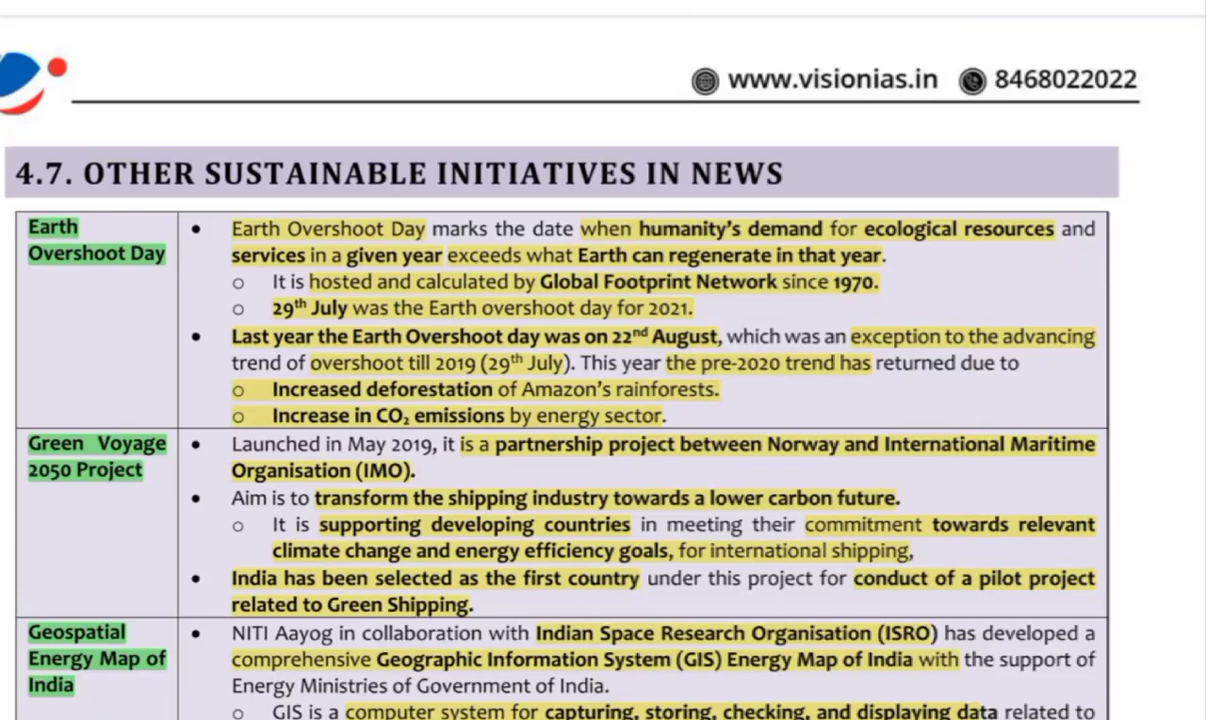 www.visionias.in 8468022022
4.7. OTHER SUSTAINABLE INITIATIVES IN NEWS
Earth
Overshoot Day
• Earth Overshoot Day marks the date when humanity's demand for ecological resources and
services in a given year exceeds what Earth can regenerate in that year.
o It is hosted and calculated by Global Footprint Network since 1970.
o 29th July was the Earth overshoot day for 2021.
• Last year the Earth Overshoot day was on 22nd August, which was an exception to the advancing
trend of overshoot till 2019 (29th July). This year the pre-2020 trend has returned due to
o Increased deforestation of Amazon's rainforests.
o Increase in CO₂ emissions by energy sector.
Green Voyage
2050 Project
• Launched in May 2019, it is a partnership project between Norway and International Maritime
Organisation (IMO).
• Aim is to transform the shipping industry towards a lower carbon future.
o It is supporting developing countries in meeting their commitment towards relevant
climate change and energy efficiency goals, for international shipping,
• India has been selected as the first country under this project for conduct of a pilot project
related to Green Shipping.
Geospatial
Energy Map of
India
• NITI Aayog in collaboration with Indian Space Research Organisation (ISRO) has developed a
comprehensive Geographic Information System (GIS) Energy Map of India with the support of
Energy Ministries of Government of India.
o GIS is a computer system for capturing, storing, checking, and displaying data related to